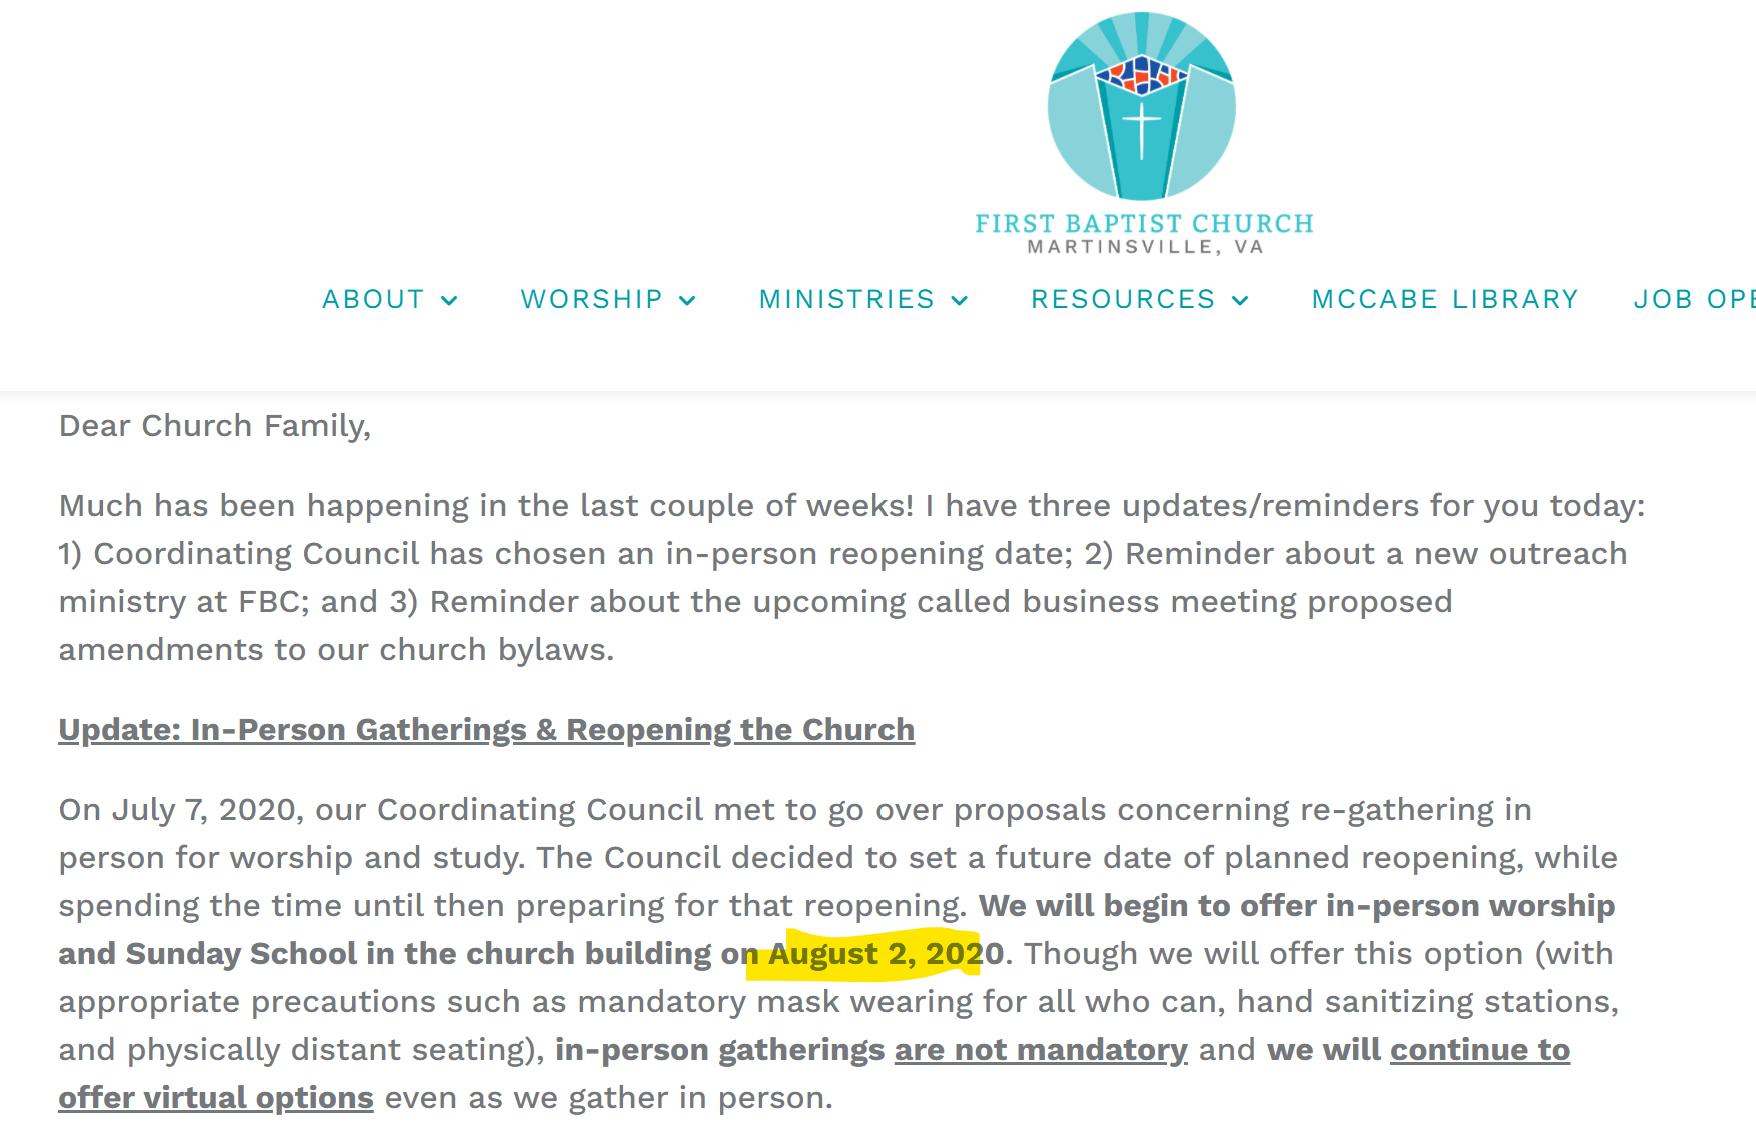 FIRST BAPTIST CHURCH
MARTINSVILLE, VA
ABOUT WORSHIP MINISTRIES RESOURCES MCCABE LIBRARY JOB OPE
Dear Church Family,
Much has been happening in the last couple of weeks! I have three updates/reminders for you today:
1) Coordinating Council has chosen an in-person reopening date; 2) Reminder about a new outreach
ministry at FBC; and 3) Reminder about the upcoming called business meeting proposed
amendments to our church bylaws.
Update: In-Person Gatherings & Reopening the Church
On July 7, 2020, our Coordinating Council met to go over proposals concerning re-gathering in
person for worship and study. The Council decided to set a future date of planned reopening, while
spending the time until then preparing for that reopening. We will begin to offer in-person worship
and Sunday School in the church building on August 2, 2020. Though we will offer this option (with
appropriate precautions such as mandatory mask wearing for all who can, hand sanitizing stations,
and physically distant seating), in-person gatherings are not mandatory and we will continue to
offer virtual options even as we gather in person.